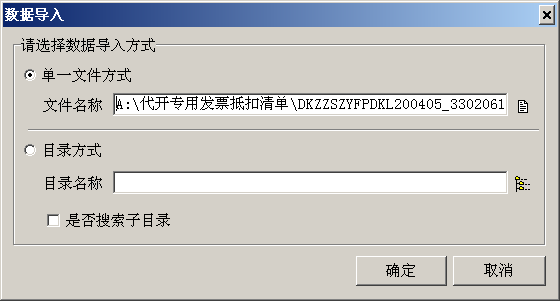 数据导入
请选择数据导入方式
单一文件方式
文件名称 A:\代开专用发票抵扣清单\DKZZSZYFPDKL200405_3302061
目录方式
目录名称
是否搜索子目录
确定 取消